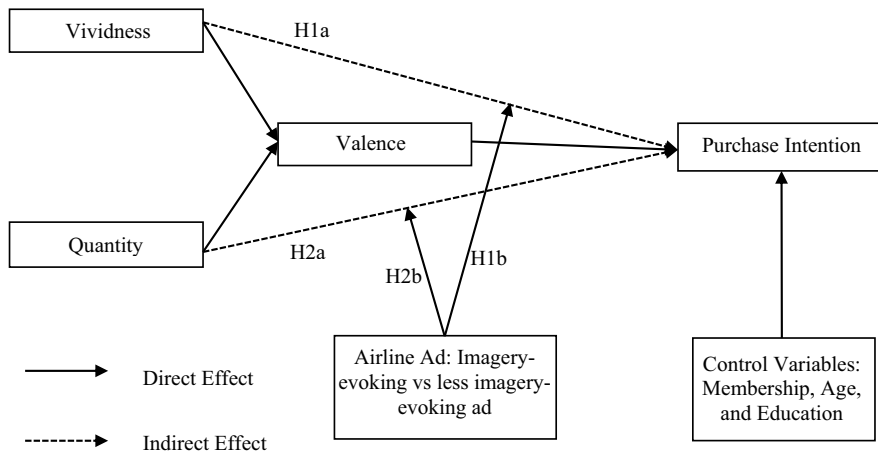 Vividness
H1a
Valence
Purchase Intention
Quantity
H2a
H2b
H1b
Airline Ad: Imagery-
evoking vs less imagery-
evoking ad
Control Variables:
Membership, Age,
and Education
Direct Effect
Indirect Effect